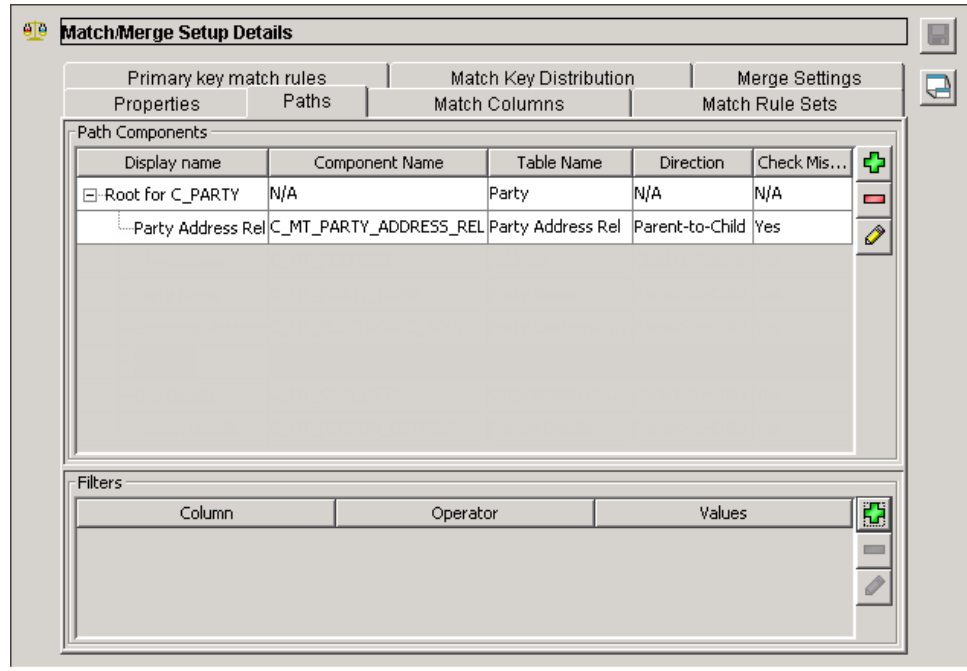 Match/Merge Setup Details
Primary key match rules Match Key Distribution Merge Settings
Properties Paths Match Columns Match Rule Sets
Path Components
Display name Component Name Table Name Direction Check Mis...
Root for C_PARTY N/A Party N/A N/A
Party Address Rel C_MT_PARTY_ADDRESS_REL Party Address Rel Parent-to-Child Yes
Filters
Column Operator Values